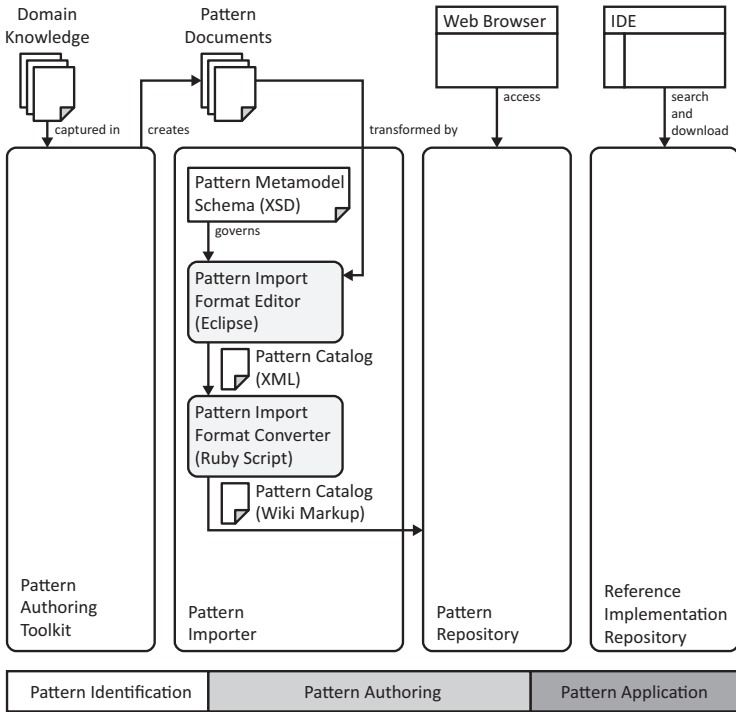 Domain
Knowledge
Pattern
Documents
Web Browser
IDE
captured in
creates
transformed by
access
search
and
download
Pattern Metamodel
Schema (XSD)
governs
Pattern Import
Format Editor
(Eclipse)
Pattern Catalog
(XML)
Pattern Import
Format Converter
(Ruby Script)
Pattern Catalog
(Wiki Markup)
Pattern
Authoring
Toolkit
Pattern
Importer
Pattern
Repository
Reference
Implementation
Repository
Pattern Identification
Pattern Authoring
Pattern Application